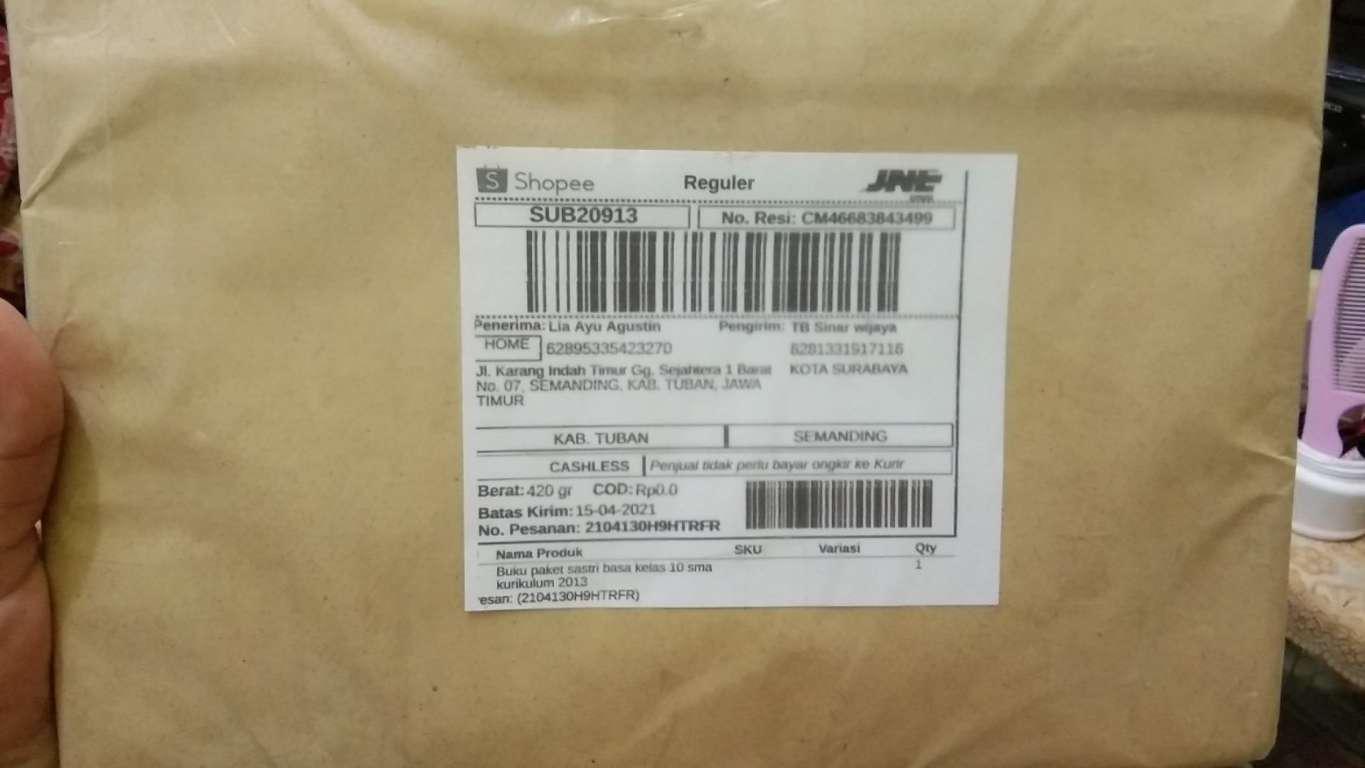 Shopee Reguler JNE
SUB20913 No. Resi: CM46683843499
Penerima: Lia Ayu Agustin Pengirim: TB Sinar wijaya
HOME 62895335423270 6281331917116
Jl. Karang Indah Timur Gg. Sejahtera 1 Barat KOTA SURABAYA
No. 07, SEMANDING, KAB. TUBAN, JAWA
TIMUR
KAB. TUBAN SEMANDING
CASHLESS Penjual tidak perlu bayar ongkir ke Kurir
Berat: 420 gr COD: Rp0.0
Batas Kirim: 15-04-2021
No. Pesanan: 2104130H9HTRFR
Nama Produk SKU Variasi Qty
Buku paket sastri basa kelas 10 sma 1
kurikulum 2013
esan: (2104130H9HTRFR)